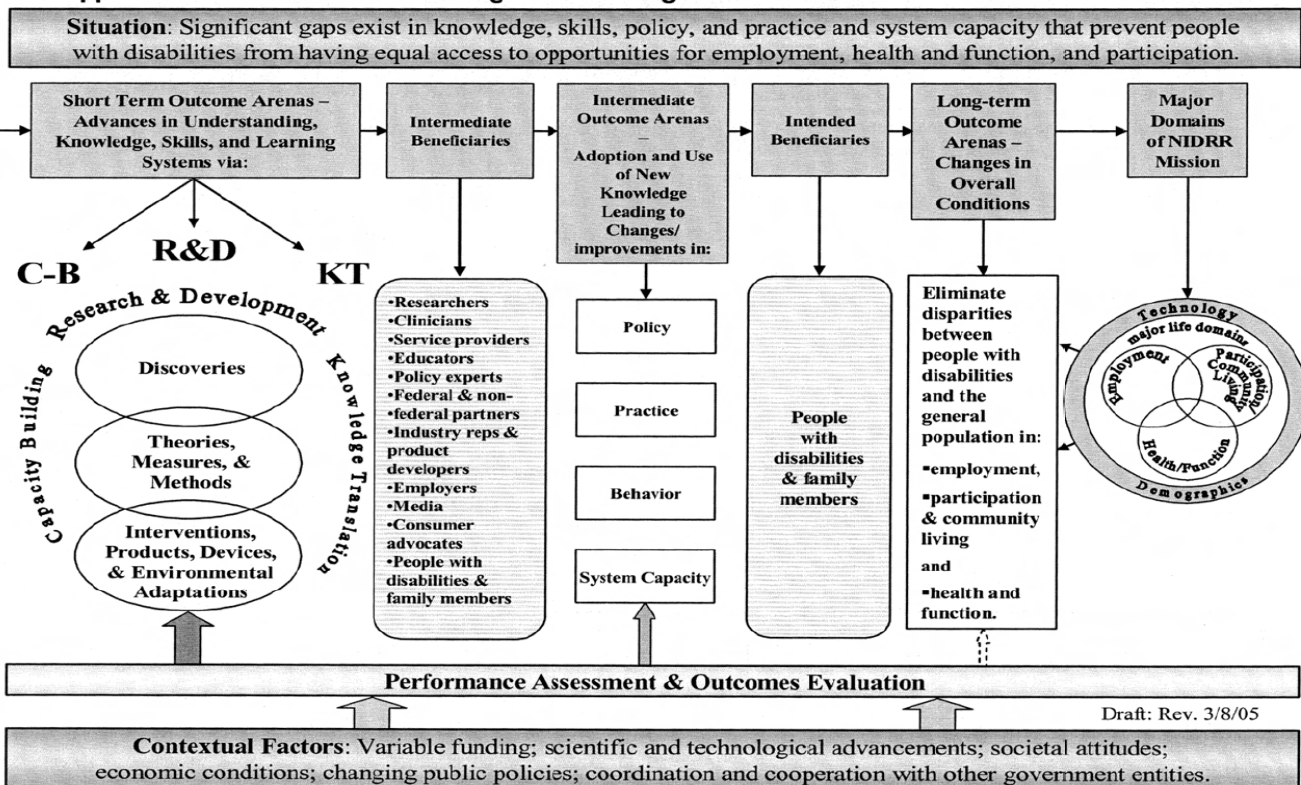 Situation: Significant gaps exist in knowledge, skills, policy, and practice and system capacity that prevent people
with disabilities from having equal access to opportunities for employment, health and function, and participation.
Short Term Outcome Arenas –
Advances in Understanding,
Knowledge, Skills, and Learning
Systems via:
Intermediate
Beneficiaries
Intermediate
Outcome Arenas
–
Adoption and Use
of New
Knowledge
Leading to
Changes/
improvements in:
Intended
Beneficiaries
Long-term
Outcome
Arenas –
Changes in
Overall
Conditions
Major
Domains
of NIDRR
Mission
C-B
R&D
KT
Capacity Building
Research & Development
Knowledge Translation
Discoveries
Theories,
Measures, &
Methods
Interventions,
Products, Devices,
& Environmental
Adaptations
•Researchers
•Clinicians
•Service providers
•Educators
•Policy experts
•Federal & non-
•federal partners
•Industry reps &
product
developers
•Employers
•Media
•Consumer
advocates
•People with
disabilities &
family members
Policy
Practice
Behavior
System Capacity
People
with
disabilities
& family
members
Eliminate
disparities
between
people with
disabilities
and the
general
population in:
▪employment,
▪participation
& community
living
and
▪health and
function.
Technology
major life domains
Employment
Participation/
Community
Living
Health/Function
Demographics
Performance Assessment & Outcomes Evaluation
Draft: Rev. 3/8/05
Contextual Factors: Variable funding; scientific and technological advancements; societal attitudes;
economic conditions; changing public policies; coordination and cooperation with other government entities.